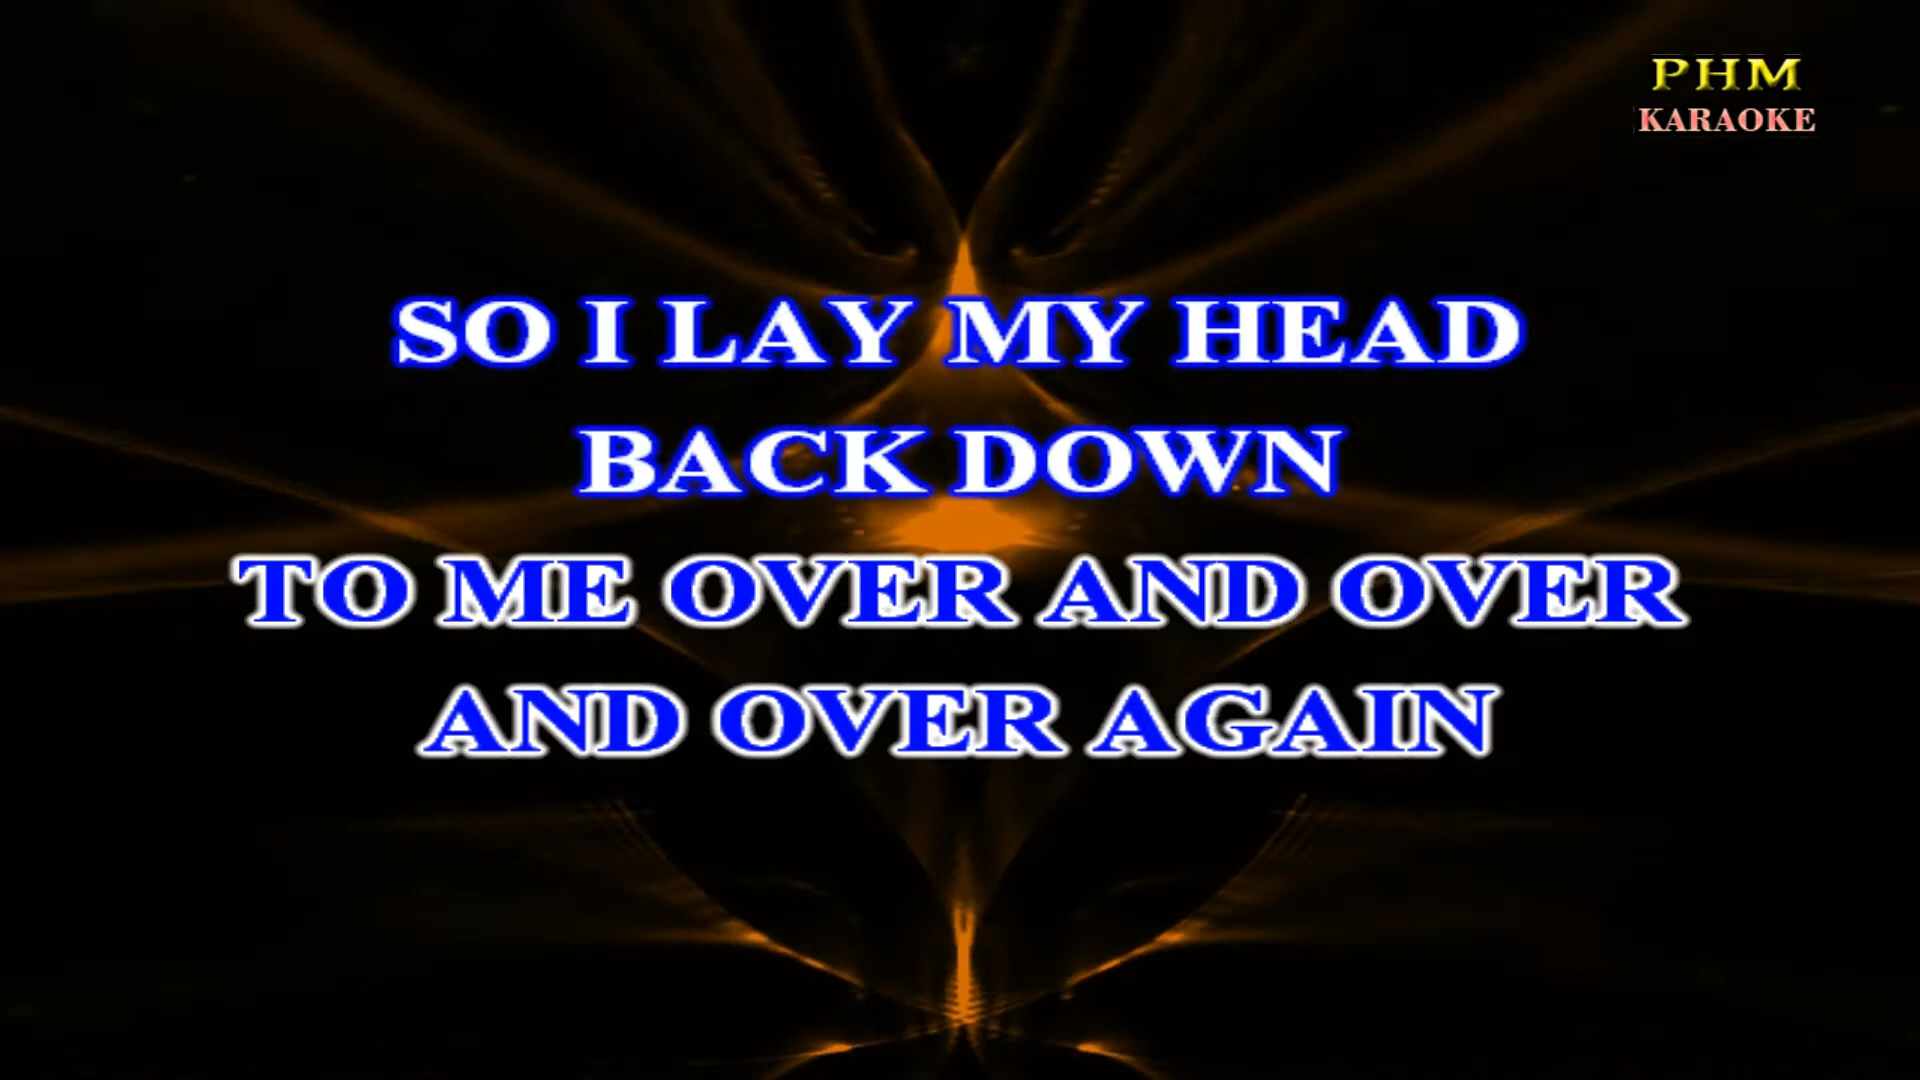 PHM
KARAOKE
SO I LAY MY HEAD
BACK DOWN
TO ME OVER AND OVER
AND OVER AGAIN